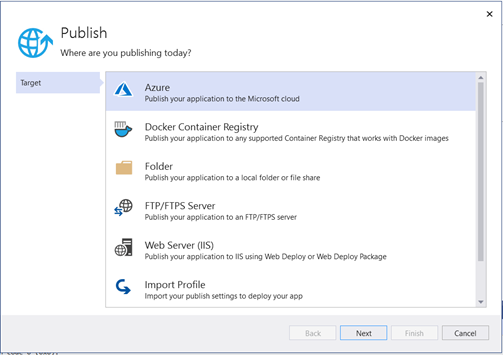 Publish
Where are you publishing today?
Target
Azure
Publish your application to the Microsoft cloud
Docker Container Registry
Publish your application to any supported Container Registry that works with Docker images
Folder
Publish your application to a local folder or file share
FTP/FTPS Server
Publish your application to an FTP/FTPS server
Web Server (IIS)
Publish your application to IIS using Web Deploy or Web Deploy Package
Import Profile
Import your publish settings to deploy your app
Back
Next
Finish
Cancel